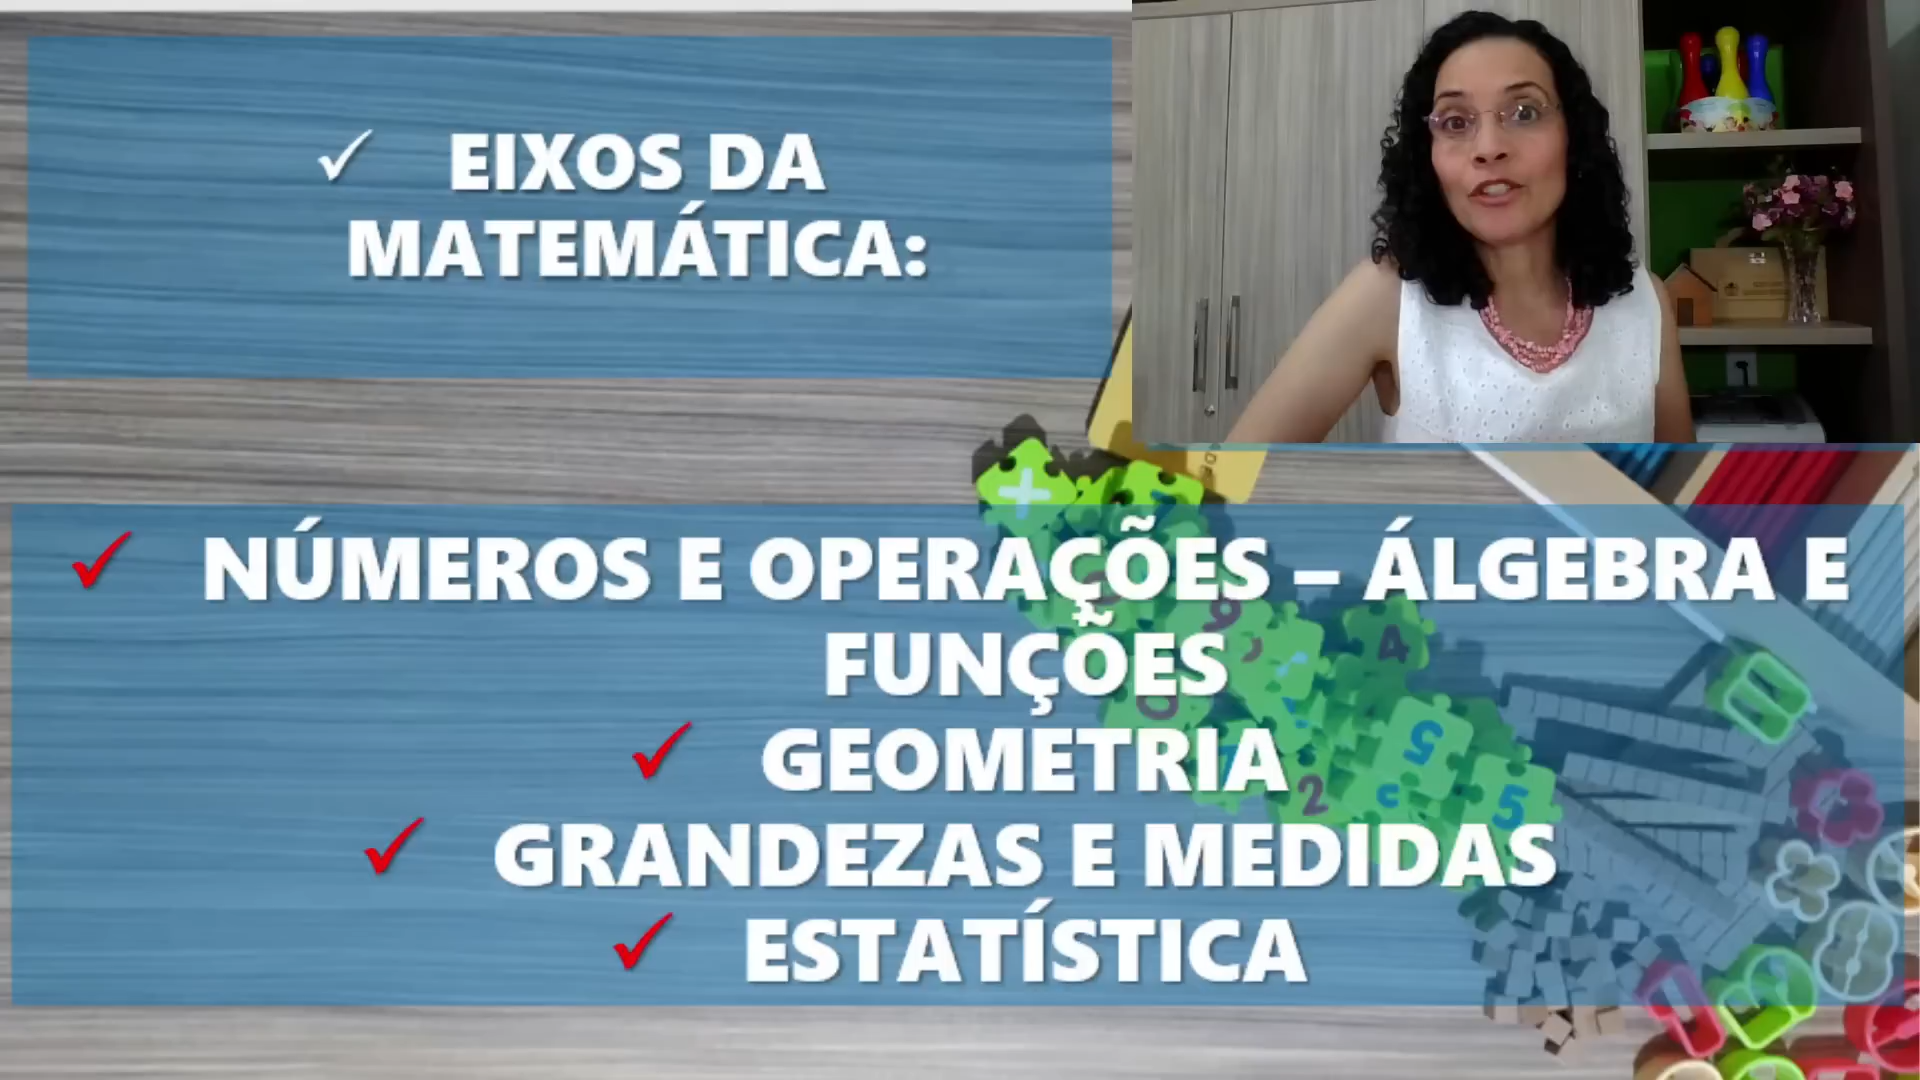 ✓ EIXOS DA
MATEMÁTICA:
✓ NÚMEROS E OPERAÇÕES – ÁLGEBRA E
FUNÇÕES
✓ GEOMETRIA
✓ GRANDEZAS E MEDIDAS
✓ ESTATÍSTICA